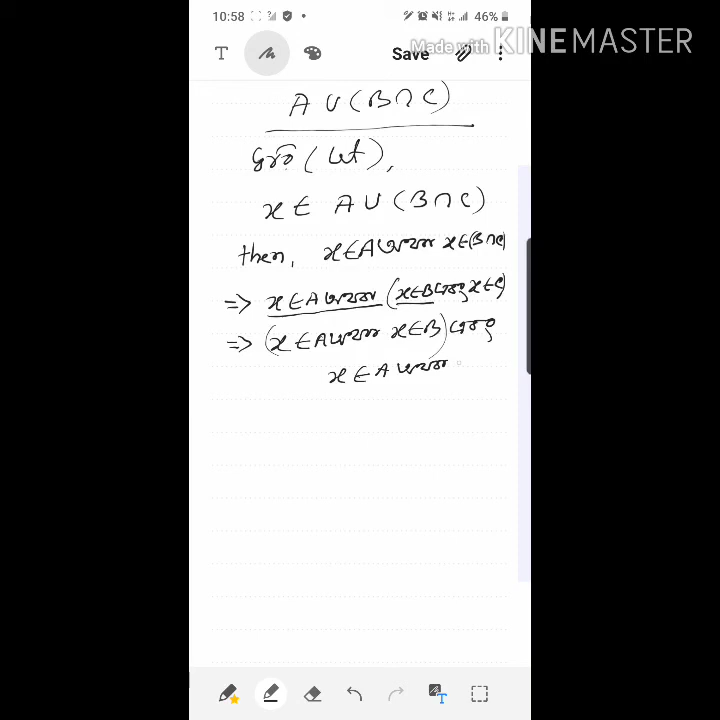 10:58 46%
Made with KINEMASTER
T Save
A ∪ (B ∩ C)
ধরি (let),
x ∈ A ∪ (B ∩ C)
then, x ∈ A অথবা x ∈ (B ∩ C)
=> x ∈ A অথবা (x ∈ B এবং x ∈ C)
=> (x ∈ A অথবা x ∈ B) এবং
x ∈ A অথবা